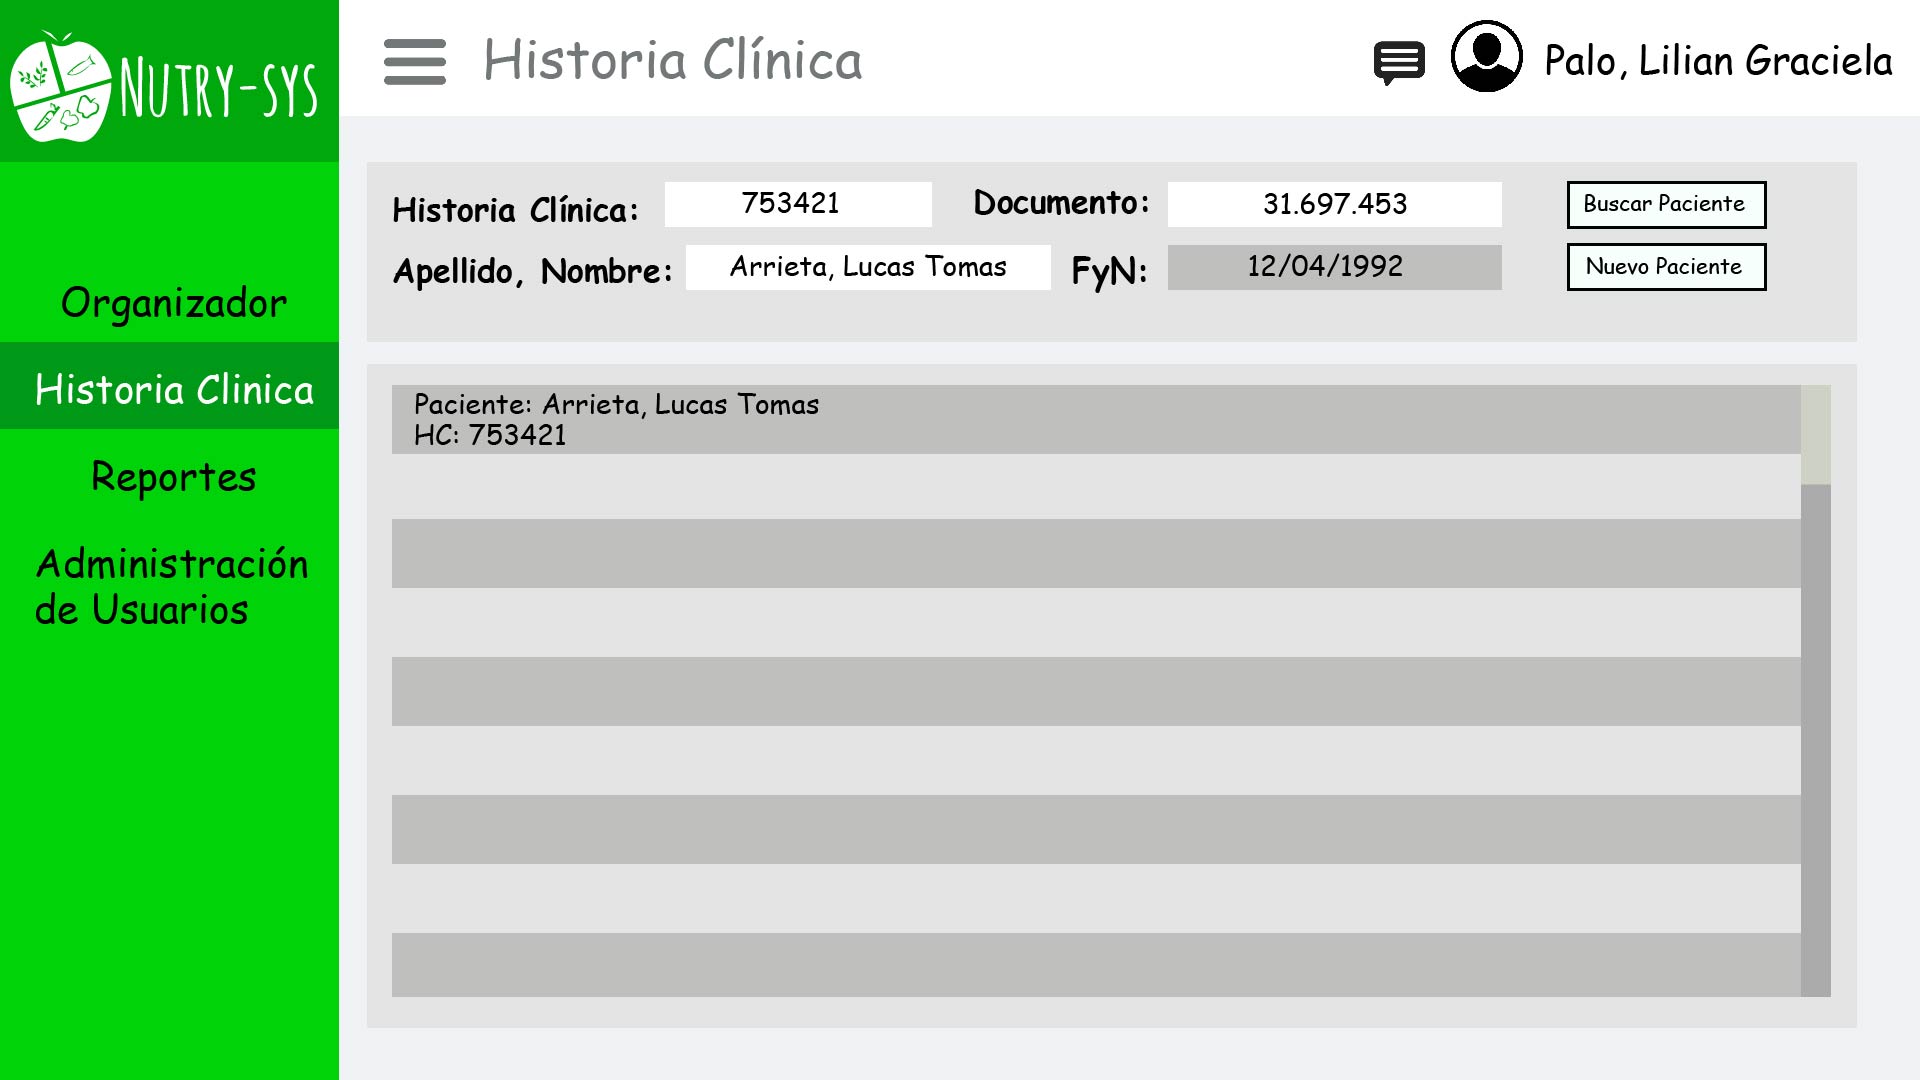 NUTRY-SYS
Historia Clínica
Palo, Lilian Graciela
Historia Clínica: 753421 Documento: 31.697.453 Buscar Paciente
Apellido, Nombre: Arrieta, Lucas Tomas FyN: 12/04/1992 Nuevo Paciente
Organizador
Historia Clinica
Reportes
Administración
de Usuarios
Paciente: Arrieta, Lucas Tomas
HC: 753421